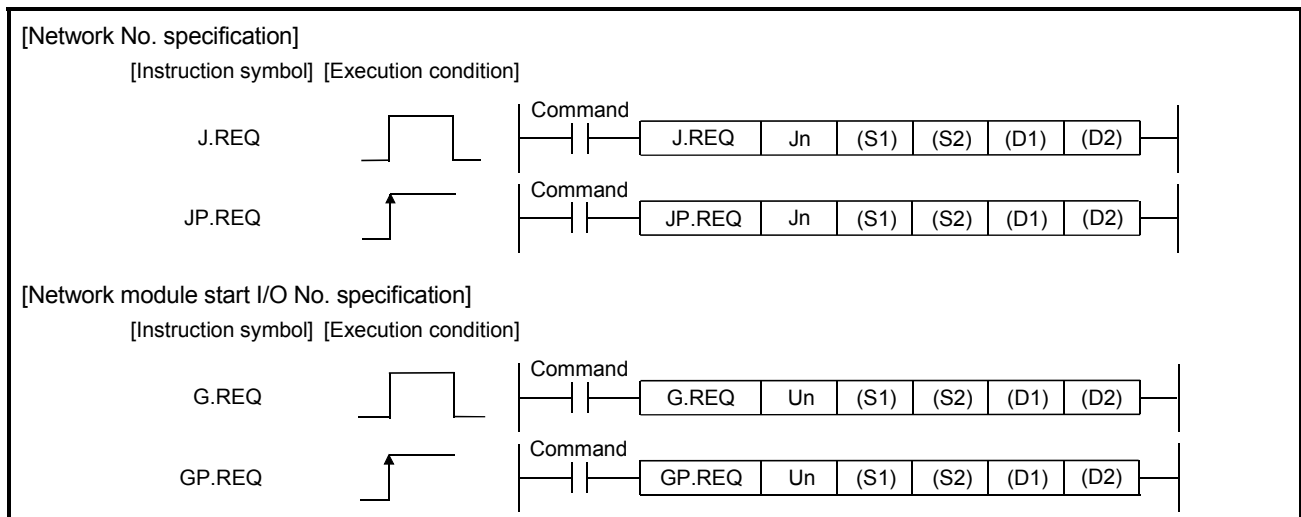 [Network No. specification]
[Instruction symbol] [Execution condition]
Command
J.REQ J.REQ Jn (S1) (S2) (D1) (D2)
Command
JP.REQ JP.REQ Jn (S1) (S2) (D1) (D2)
[Network module start I/O No. specification]
[Instruction symbol] [Execution condition]
Command
G.REQ G.REQ Un (S1) (S2) (D1) (D2)
Command
GP.REQ GP.REQ Un (S1) (S2) (D1) (D2)